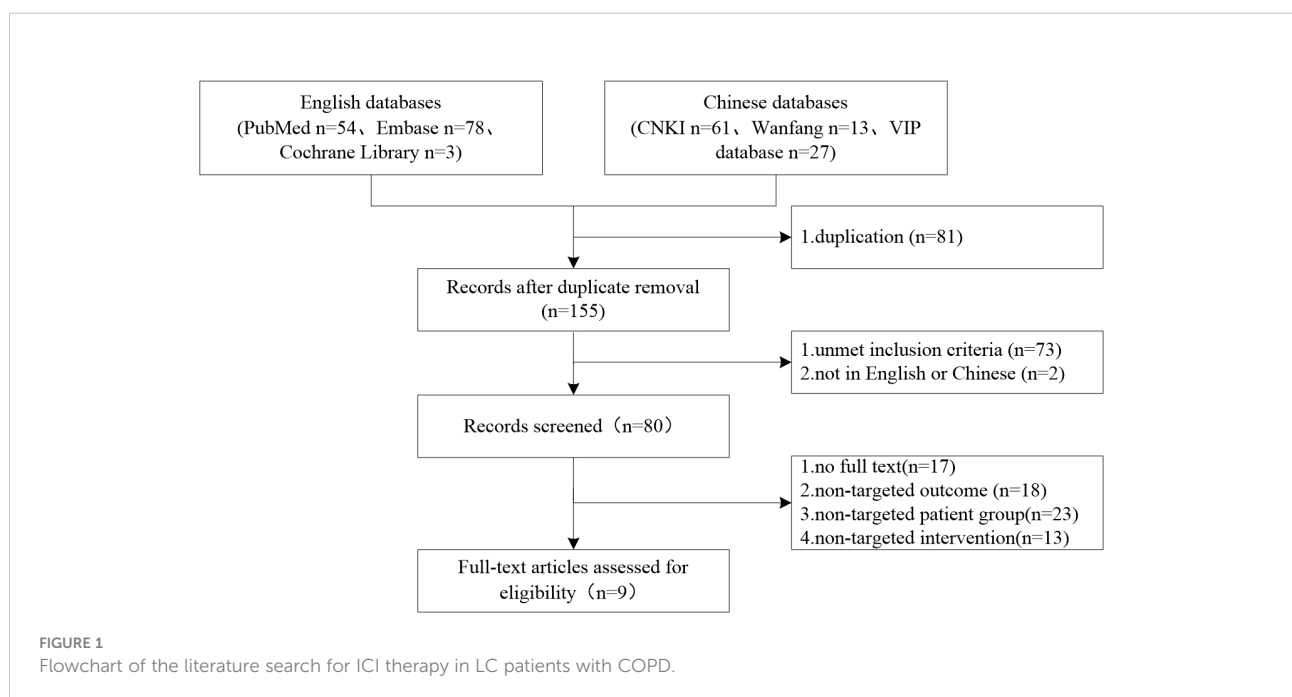 English databases
(PubMed n=54、Embase n=78、
Cochrane Library n=3)
Chinese databases
(CNKI n=61、Wanfang n=13、VIP
database n=27)
1.duplication (n=81)
Records after duplicate removal
(n=155)
1.unmet inclusion criteria (n=73)
2.not in English or Chinese (n=2)
Records screened（n=80）
1.no full text(n=17)
2.non-targeted outcome (n=18)
3.non-targeted patient group(n=23)
4.non-targeted intervention(n=13)
Full-text articles assessed for
eligibility（n=9）
FIGURE 1
Flowchart of the literature search for ICI therapy in LC patients with COPD.